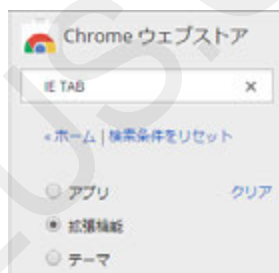 Chrome ウェブストア
IE TAB ×
«ホーム | 検索条件をリセット
アプリ クリア
拡張機能
テーマ